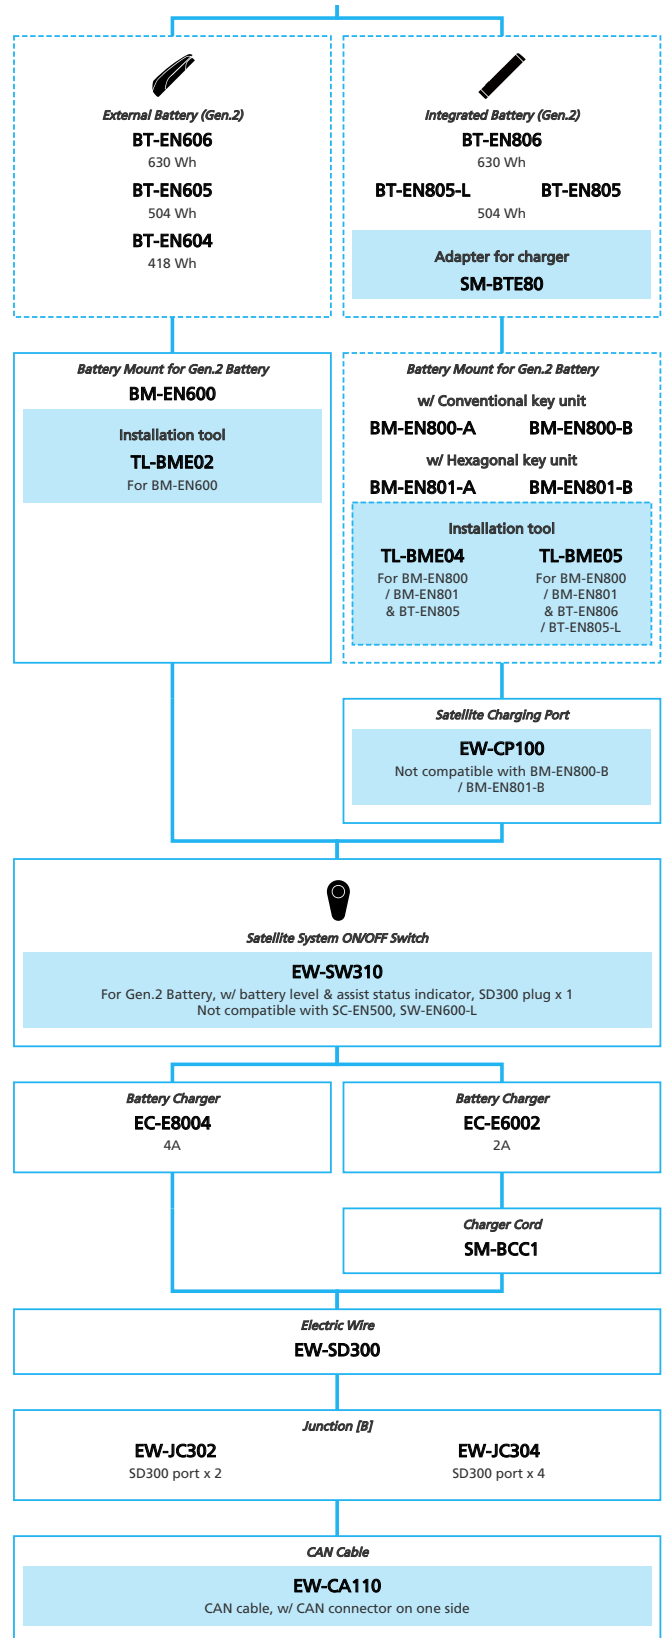 External Battery (Gen.2)
BT-EN606
630 Wh
BT-EN605
504 Wh
BT-EN604
418 Wh
Integrated Battery (Gen.2)
BT-EN806
630 Wh
BT-EN805-L BT-EN805
504 Wh
Adapter for charger
SM-BTE80
Battery Mount for Gen.2 Battery
BM-EN600
Installation tool
TL-BME02
For BM-EN600
Battery Mount for Gen.2 Battery
w/ Conventional key unit
BM-EN800-A BM-EN800-B
w/ Hexagonal key unit
BM-EN801-A BM-EN801-B
Installation tool
TL-BME04
For BM-EN800
/ BM-EN801
& BT-EN805
TL-BME05
For BM-EN800
/ BM-EN801
& BT-EN806
/ BT-EN805-L
Satellite Charging Port
EW-CP100
Not compatible with BM-EN800-B
/ BM-EN801-B
Satellite System ON/OFF Switch
EW-SW310
For Gen.2 Battery, w/ battery level & assist status indicator, SD300 plug x 1
Not compatible with SC-EN500, SW-EN600-L
Battery Charger
EC-E8004
4A
Battery Charger
EC-E6002
2A
Charger Cord
SM-BCC1
Electric Wire
EW-SD300
Junction [B]
EW-JC302
SD300 port x 2
EW-JC304
SD300 port x 4
CAN Cable
EW-CA110
CAN cable, w/ CAN connector on one side